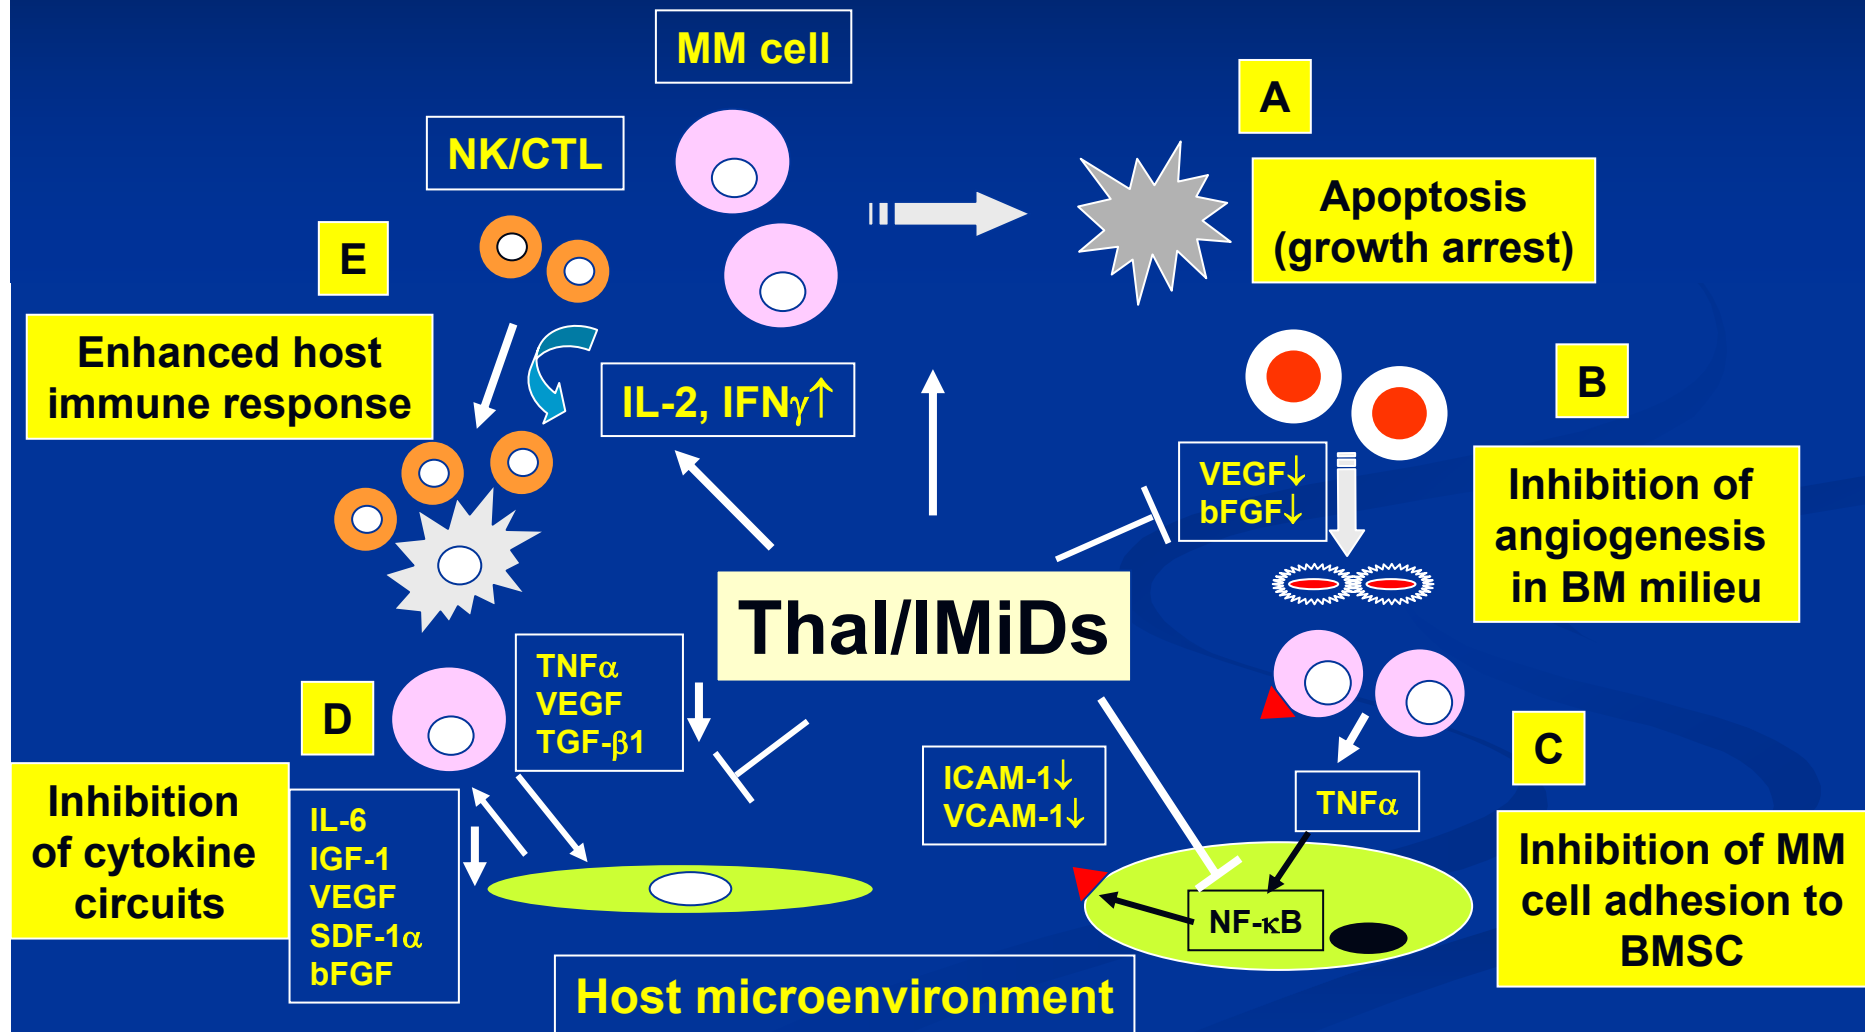 MM cell
A
NK/CTL
Apoptosis
(growth arrest)
E
Enhanced host
immune response
IL-2, IFNγ↑
B
VEGF↓
bFGF↓
Inhibition of
angiogenesis
in BM milieu
Thal/IMiDs
D
TNFα
VEGF
TGF-β1
C
ICAM-1↓
VCAM-1↓
TNFα
Inhibition
of cytokine
circuits
IL-6
IGF-1
VEGF
SDF-1α
bFGF
NF-κB
Inhibition of MM
cell adhesion to
BMSC
Host microenvironment